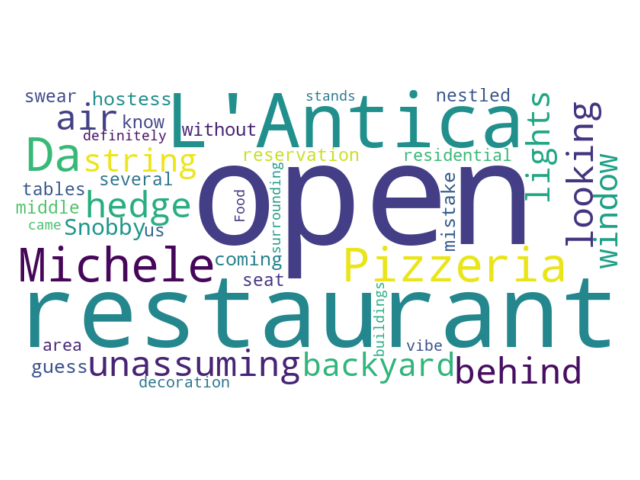 swear hostess stands nestled
L'Antica
air know without
definitely
lights
looking
Da string reservation residential
open
tables several
Food
surrounding
mistake
window
middle hedge
came Snobby us
Michele coming Pizzeria
seat
restaurant
buildings
area vibe
guess unassuming backyard behind
decoration